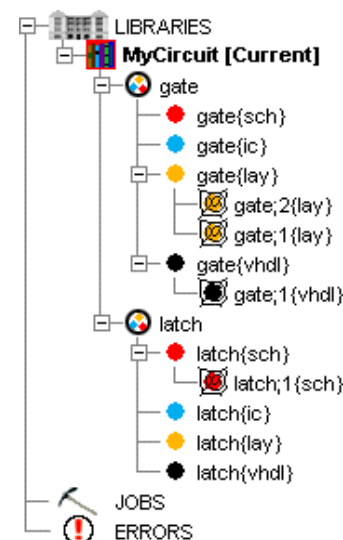 LIBRARIES
MyCircuit [Current]
gate
gate{sch}
gate{ic}
gate{lay}
gate;2{lay}
gate;1{lay}
gate{vhdl}
gate;1{vhdl}
latch
latch{sch}
latch;1{sch}
latch{ic}
latch{lay}
latch{vhdl}
JOBS
ERRORS